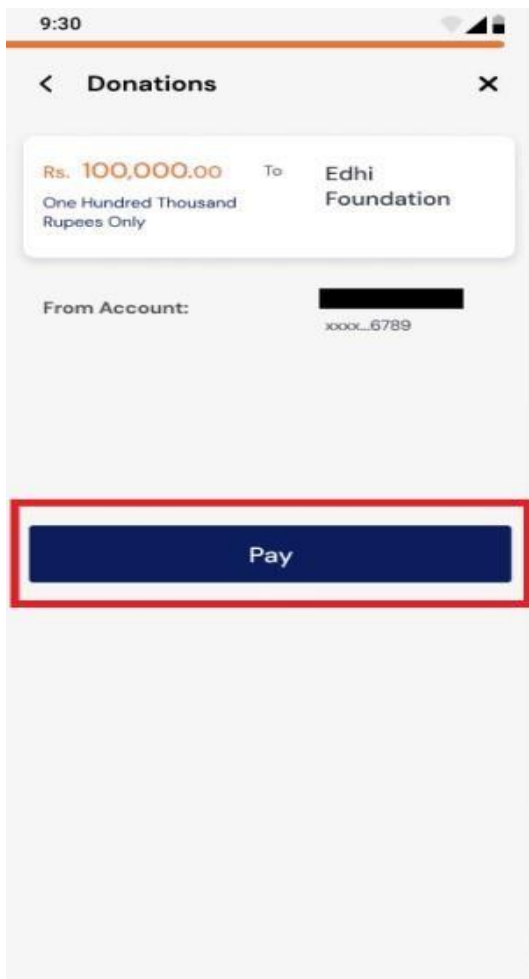 9:30
Donations
Rs. 100,000.00 To Edhi
Foundation
One Hundred Thousand
Rupees Only
From Account:
xxxx...6789
Pay